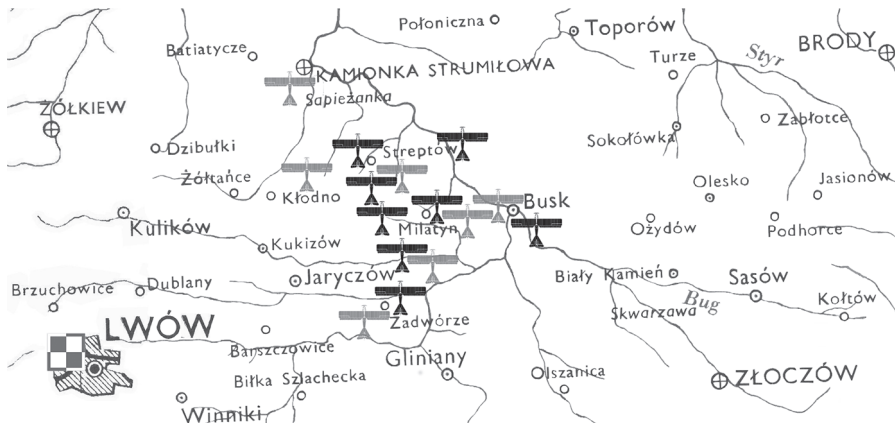 Połoniczna
Toporów
Batiatycze
BRODY
Turze
Styr
KAMIONKA STRUMIŁOWA
Sapieżanka
ŻÓŁKIEW
Zabłotce
Sokołówka
Dzibułki
Streptów
Żółtańce
Olesko
Jasionów
Kłodno
Busk
Kulików
Milatyn
Ożydów
Podhorce
Kukizów
Jaryczów
Biały Kamień
Sasów
Brzuchowice
Dublany
Bug
Kołtów
Skwarzawa
LWÓW
Zadwórze
Barszczowice
Gliniany
Biłka Szlachecka
Olszanica
ZŁOCZÓW
Winniki